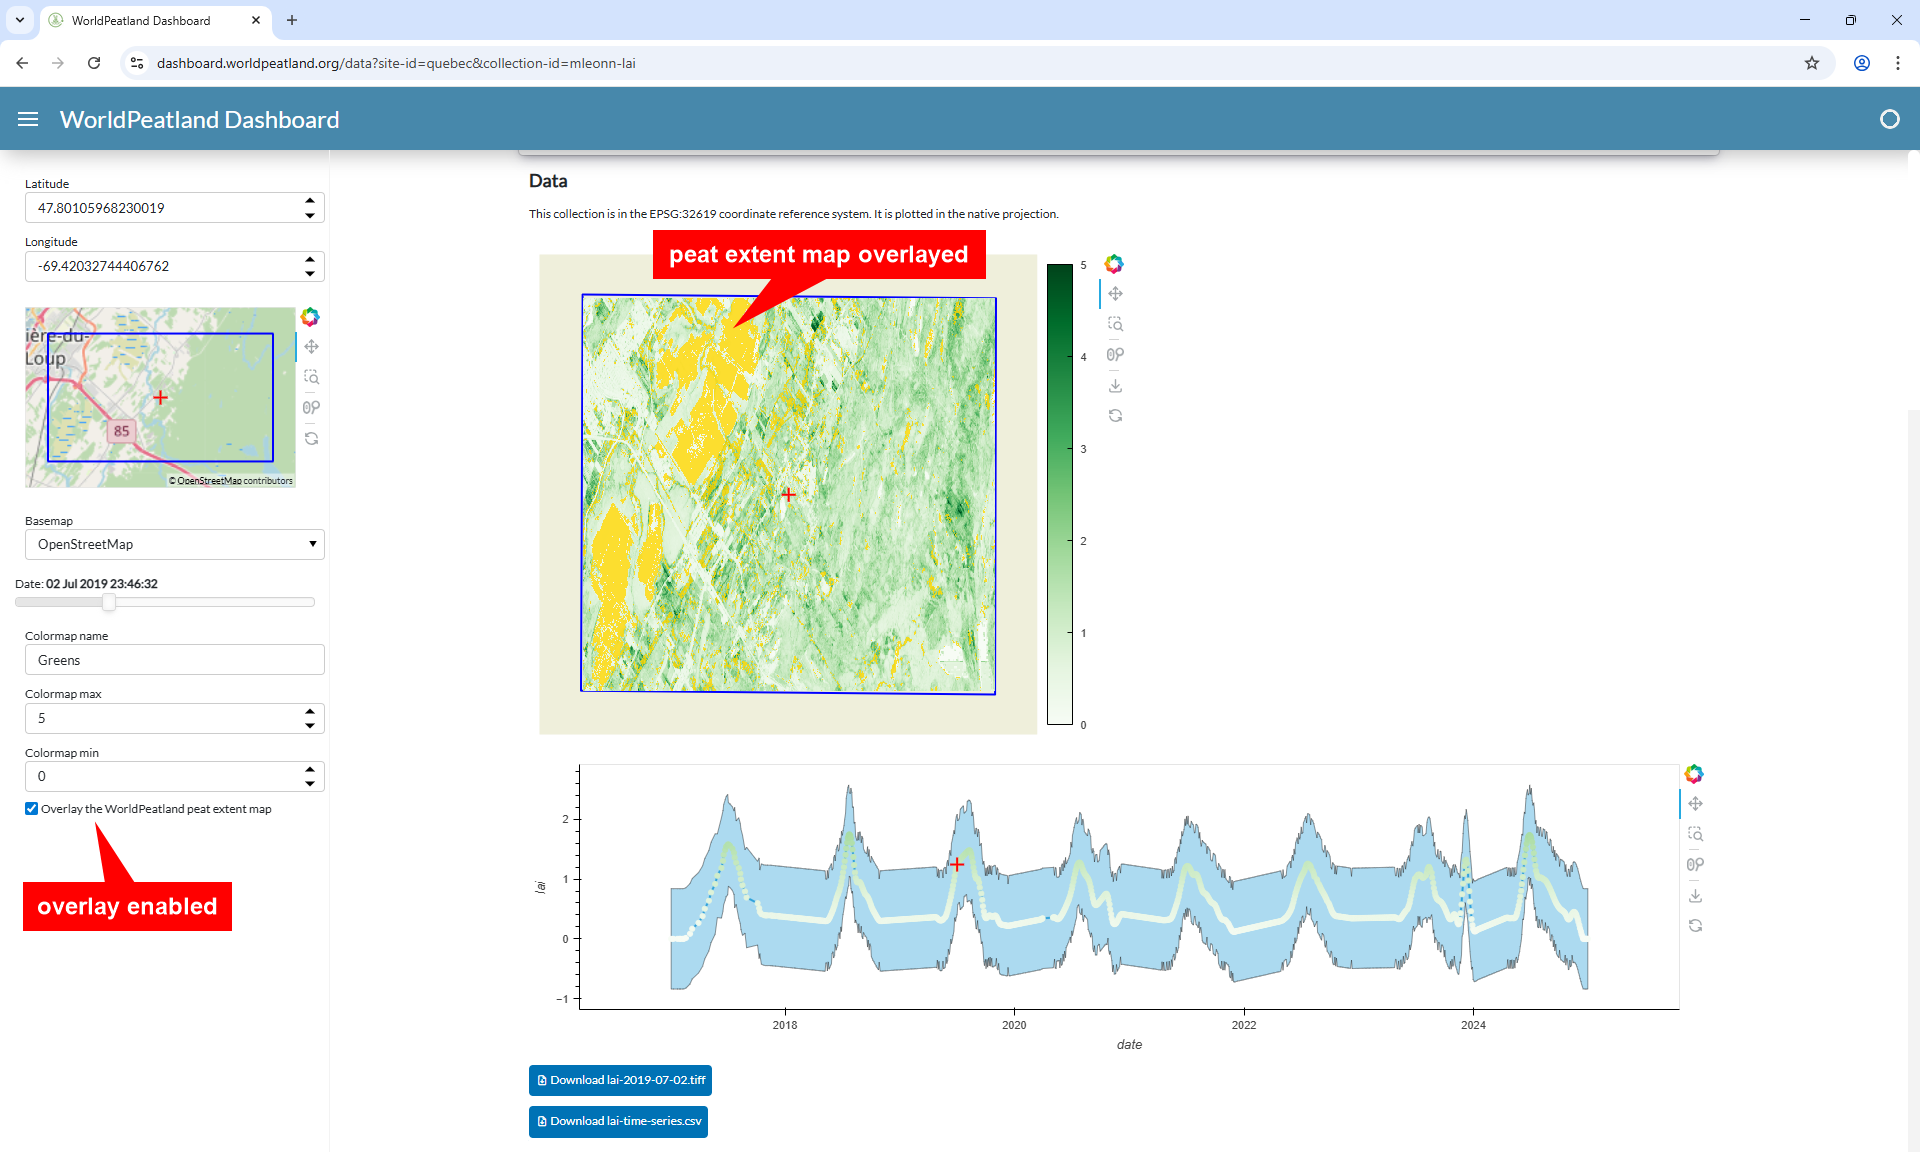 WorldPeatland Dashboard
dashboard.worldpeatland.org/data?site-id=quebec&collection-id=mleonn-lai
WorldPeatland Dashboard
Latitude
47.80105968230019
Longitude
-69.42032744406762
ière-du-
Loup
85
© OpenStreetMap contributors
Basemap
OpenStreetMap
Date: 02 Jul 2019 23:46:32
Colormap name
Greens
Colormap max
5
Colormap min
0
Overlay the WorldPeatland peat extent map
overlay enabled
Data
This collection is in the EPSG:32619 coordinate reference system. It is plotted in the native projection.
peat extent map overlayed
5
4
3
2
1
0
2
1
0
−1
lai
2018
2020
2022
2024
date
Download lai-2019-07-02.tiff
Download lai-time-series.csv